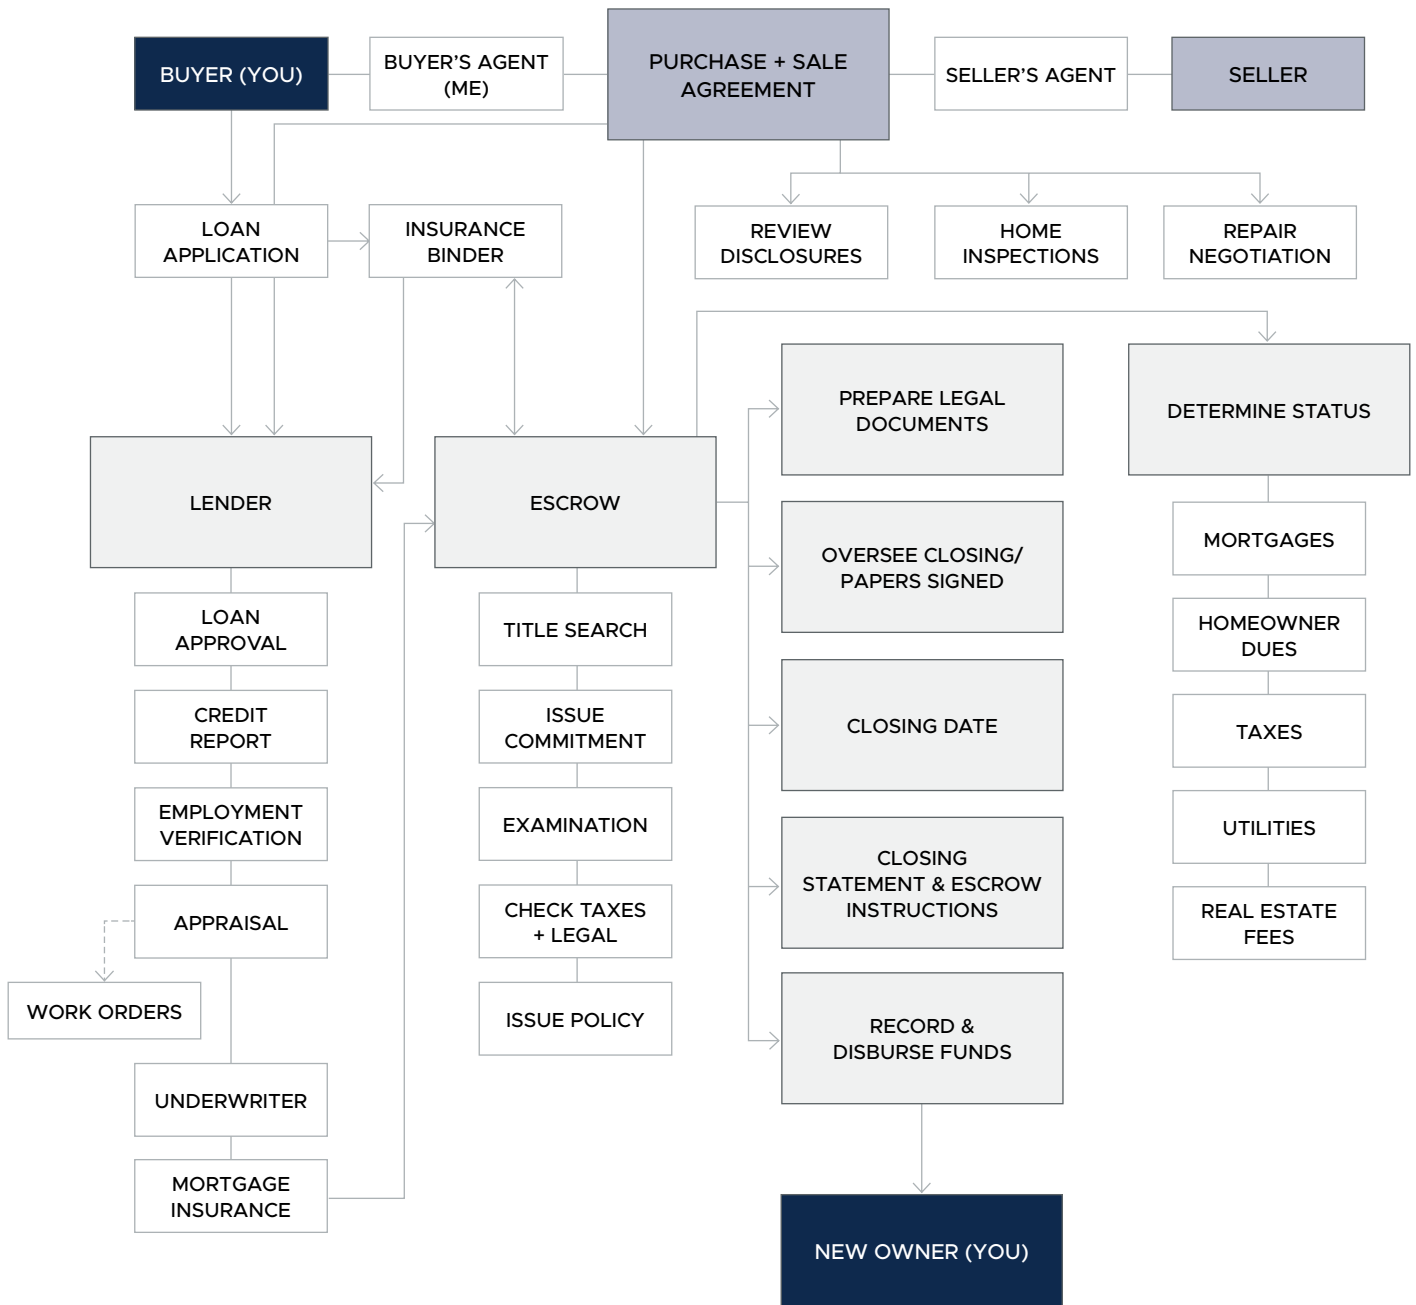 BUYER (YOU)
BUYER’S AGENT
(ME)
PURCHASE + SALE
AGREEMENT
SELLER’S AGENT
SELLER
LOAN
APPLICATION
INSURANCE
BINDER
REVIEW
DISCLOSURES
HOME
INSPECTIONS
REPAIR
NEGOTIATION
LENDER
ESCROW
PREPARE LEGAL
DOCUMENTS
DETERMINE STATUS
LOAN
APPROVAL
CREDIT
REPORT
EMPLOYMENT
VERIFICATION
APPRAISAL
WORK ORDERS
UNDERWRITER
MORTGAGE
INSURANCE
TITLE SEARCH
ISSUE
COMMITMENT
EXAMINATION
CHECK TAXES
+ LEGAL
ISSUE POLICY
OVERSEE CLOSING/
PAPERS SIGNED
CLOSING DATE
CLOSING
STATEMENT & ESCROW
INSTRUCTIONS
RECORD &
DISBURSE FUNDS
MORTGAGES
HOMEOWNER
DUES
TAXES
UTILITIES
REAL ESTATE
FEES
NEW OWNER (YOU)